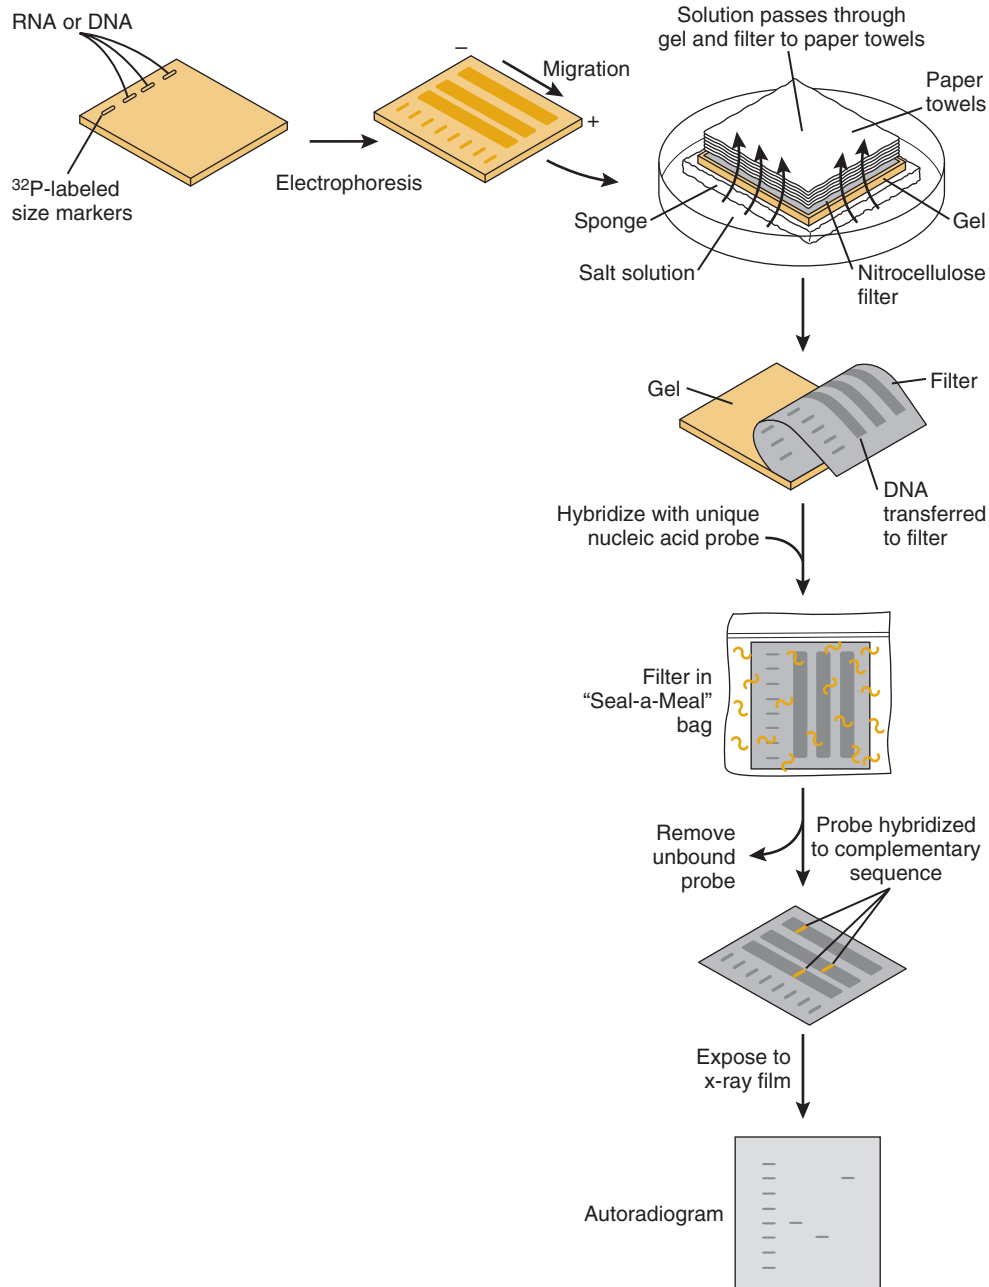 RNA or DNA
32P-labeled
size markers
Electrophoresis
–
Migration
+
Solution passes through
gel and filter to paper towels
Paper
towels
Sponge
Gel
Salt solution
Nitrocellulose
filter
Gel
Filter
DNA
transferred
to filter
Hybridize with unique
nucleic acid probe
Filter in
“Seal-a-Meal”
bag
Remove
unbound
probe
Probe hybridized
to complementary
sequence
Expose to
x-ray film
Autoradiogram